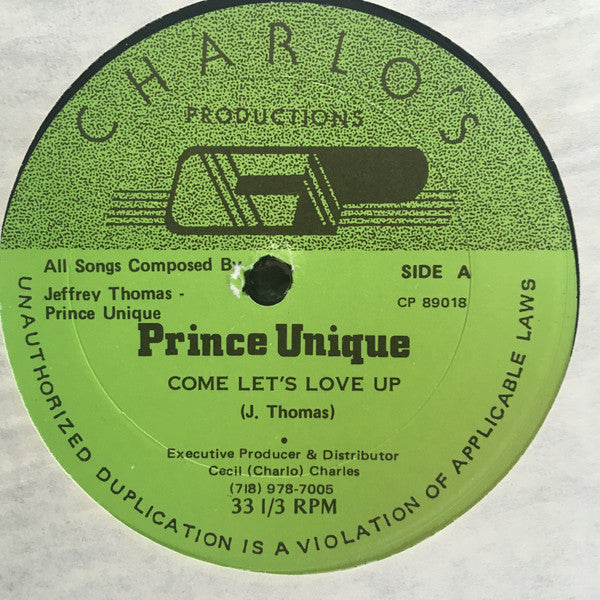 CHARLO'S
PRODUCTIONS
All Songs Composed By
Jeffrey Thomas -
Prince Unique
SIDE A
CP 89018
Prince Unique
COME LET'S LOVE UP
(J. Thomas)
Executive Producer & Distributor
Cecil (Charlo) Charles
(718) 978-7005
33 1/3 RPM
UNAUTHORIZED DUPLICATION IS A VIOLATION OF APPLICABLE LAWS